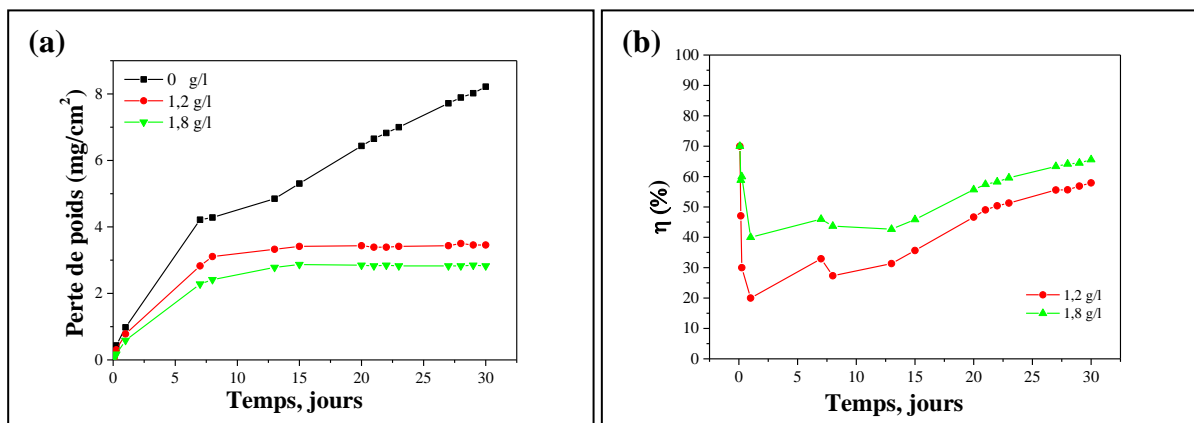 (a)
0 g/l
1,2 g/l
1,8 g/l
Perte de poids (mg/cm²)
8
6
4
2
0
0 5 10 15 20 25 30
Temps, jours
(b)
η (%)
100
90
80
70
60
50
40
30
20
10
0
1,2 g/l
1,8 g/l
0 5 10 15 20 25 30
Temps, jours